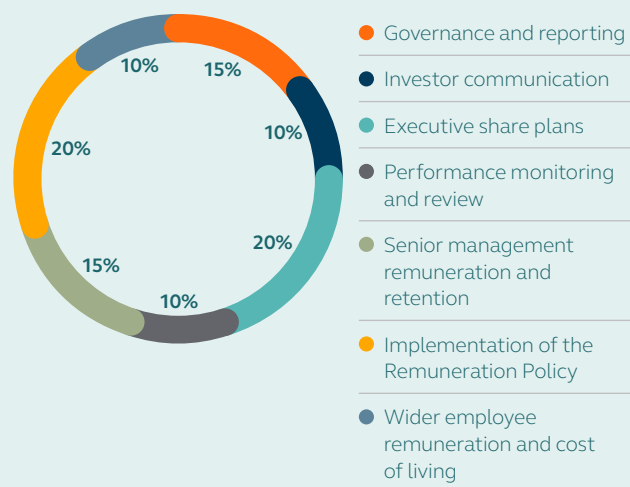 10%
15%
10%
20%
20%
15%
10%
Governance and reporting
Investor communication
Executive share plans
Performance monitoring
and review
Senior management
remuneration and
retention
Implementation of the
Remuneration Policy
Wider employee
remuneration and cost
of living